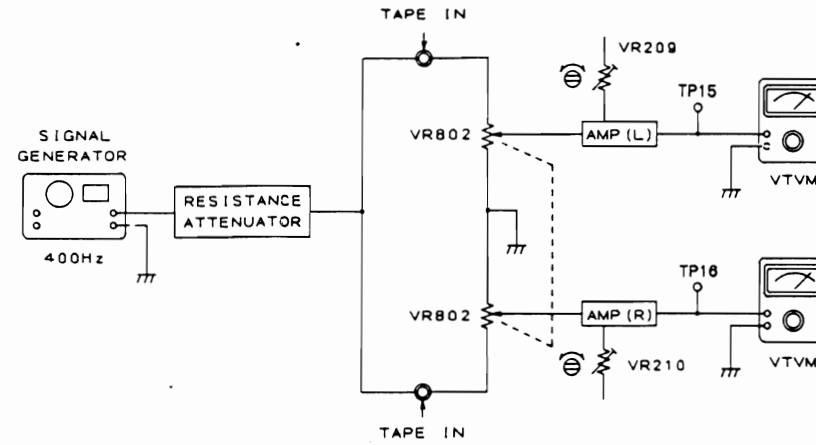 TAPE IN
VR209
TP15
SIGNAL
GENERATOR
VR802
AMP (L)
VTVM
RESISTANCE
ATTENUATOR
400Hz
TP16
VR802
AMP (R)
VR210
VTVM
TAPE IN